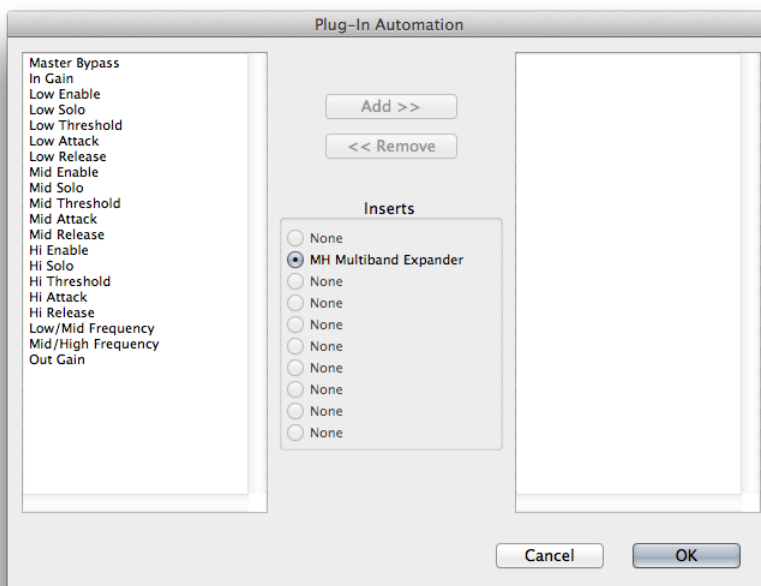 Plug-In Automation
Master Bypass
In Gain
Low Enable
Low Solo
Low Threshold
Low Attack
Low Release
Mid Enable
Mid Solo
Mid Threshold
Mid Attack
Mid Release
Hi Enable
Hi Solo
Hi Threshold
Hi Attack
Hi Release
Low/Mid Frequency
Mid/High Frequency
Out Gain
Add >>
<< Remove
Inserts
None
MH Multiband Expander
None
None
None
None
None
None
None
None
Cancel
OK